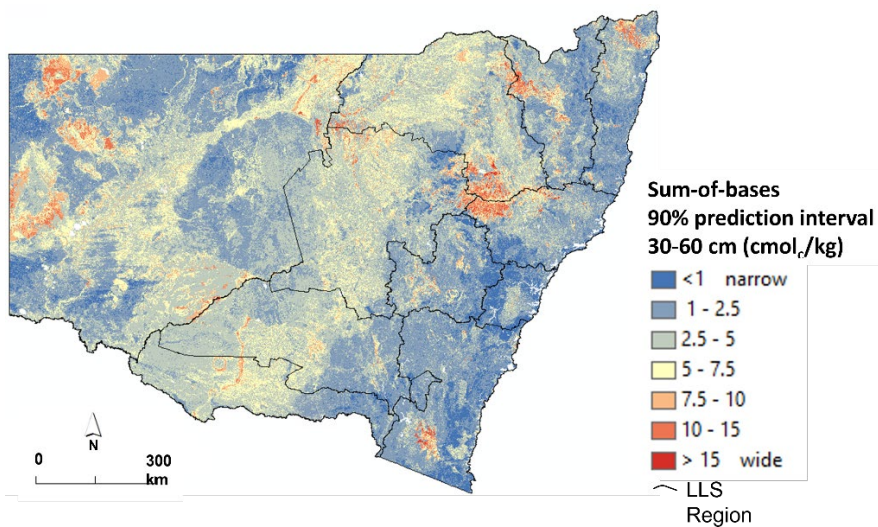 Sum-of-bases
90% prediction interval
30-60 cm (cmolc/kg)
<1 narrow
1 - 2.5
2.5 - 5
5 - 7.5
7.5 - 10
10 - 15
> 15 wide
LLS
Region
N
0 300
km